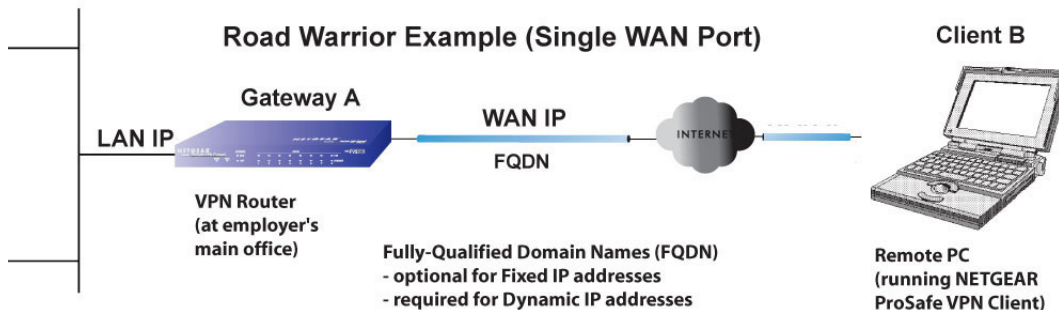 Road Warrior Example (Single WAN Port)
Client B
Gateway A
LAN IP
WAN IP
FQDN
INTERNET
NETGEAR
VPN Router
(at employer's
main office)
Fully-Qualified Domain Names (FQDN)
- optional for Fixed IP addresses
- required for Dynamic IP addresses
Remote PC
(running NETGEAR
ProSafe VPN Client)